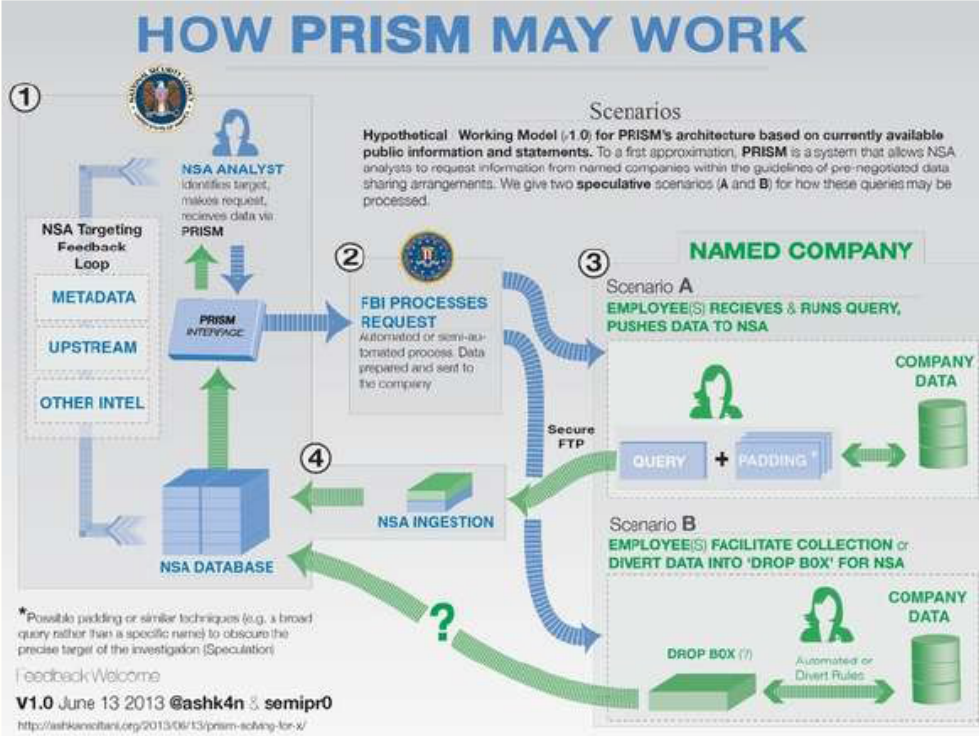 HOW PRISM MAY WORK
1
NSA ANALYST
Identifies target,
makes request,
recieves data via
PRISM
NSA Targeting
Feedback
Loop
METADATA
UPSTREAM
OTHER INTEL
PRISM
INTERFACE
NSA DATABASE
Scenarios
Hypothetical Working Model (v1.0) for PRISM's architecture based on currently available
public information and statements. To a first approximation, PRISM is a system that allows NSA
analysts to request information from named companies within the guidelines of pre-negotiated data
sharing arrangements. We give two speculative scenarios (A and B) for how these queries may be
processed.
2
FBI PROCESSES
REQUEST
Automated or semi-au-
tomated process. Data
prepared and sent to
the company
3
NAMED COMPANY
Scenario A
EMPLOYEE(S) RECIEVES & RUNS QUERY,
PUSHES DATA TO NSA
COMPANY
DATA
QUERY + PADDING *
Secure
FTP
4
NSA INGESTION
Scenario B
EMPLOYEE(S) FACILITATE COLLECTION or
DIVERT DATA INTO 'DROP BOX' FOR NSA
COMPANY
DATA
DROP BOX (?)
Automated or
Divert Rules
?
*Possible padding or similar techniques (e.g. a broad
query rather than a specific name) to obscure the
precise target of the investigation (Speculation)
Feedback Welcome
V1.0 June 13 2013 @ashk4n & semipr0
http://ashkansoltani.org/2013/06/13/prism-solving-for-x/